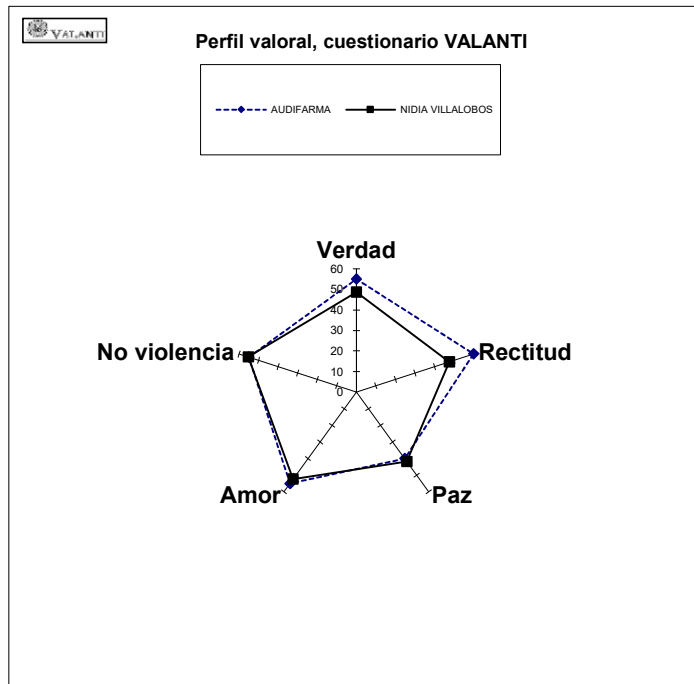 VALANTI
Perfil valoral, cuestionario VALANTI
AUDIFARMA NIDIA VILLALOBOS
Verdad
60
50
40
30
20
10
0
No violencia
Rectitud
Amor
Paz